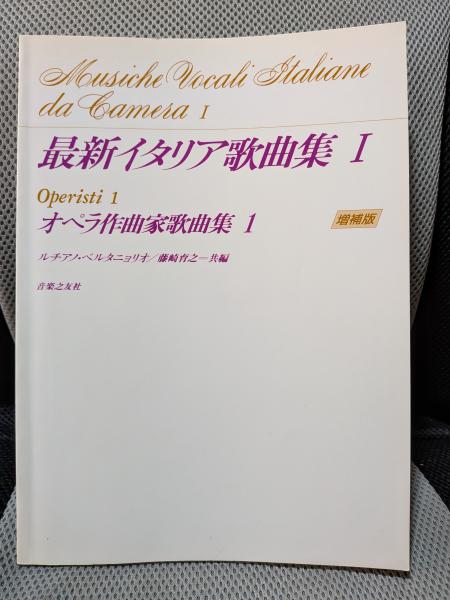 Musiche Vocali Italiane
da Camera I
最新イタリア歌曲集 I
Operisti 1
オペラ作曲家歌曲集 1
増補版
ルチアノ・ベルタニョリオ/藤崎育之=共編
音楽之友社